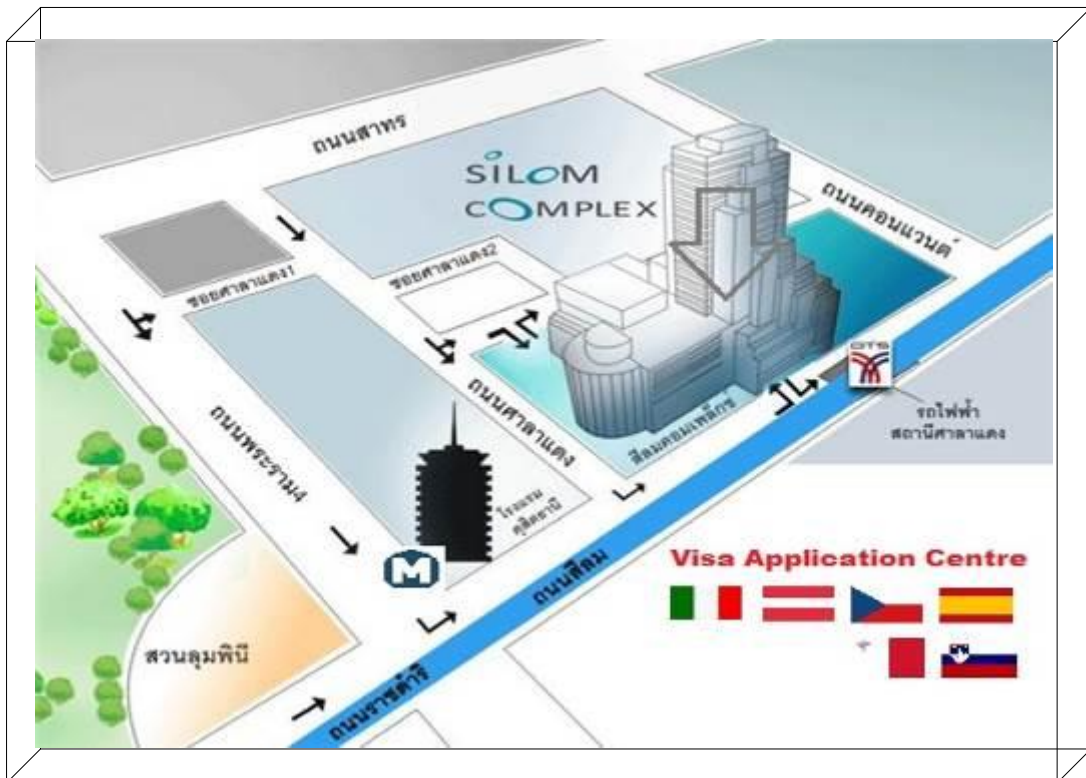 ถนนสาทร
SILOM
COMPLEX
ถนนคอนแวนต์
ซอยศาลาแดง1
ซอยศาลาแดง2
BTS
รถไฟฟ้า
สถานีศาลาแดง
ถนนศาลาแดง
สีลมคอมเพล็กซ์
ถนนพระราม4
โรงแรม
ดุสิตธานี
M
ถนนสีลม
Visa Application Centre
สวนลุมพินี
ถนนราชดำริ